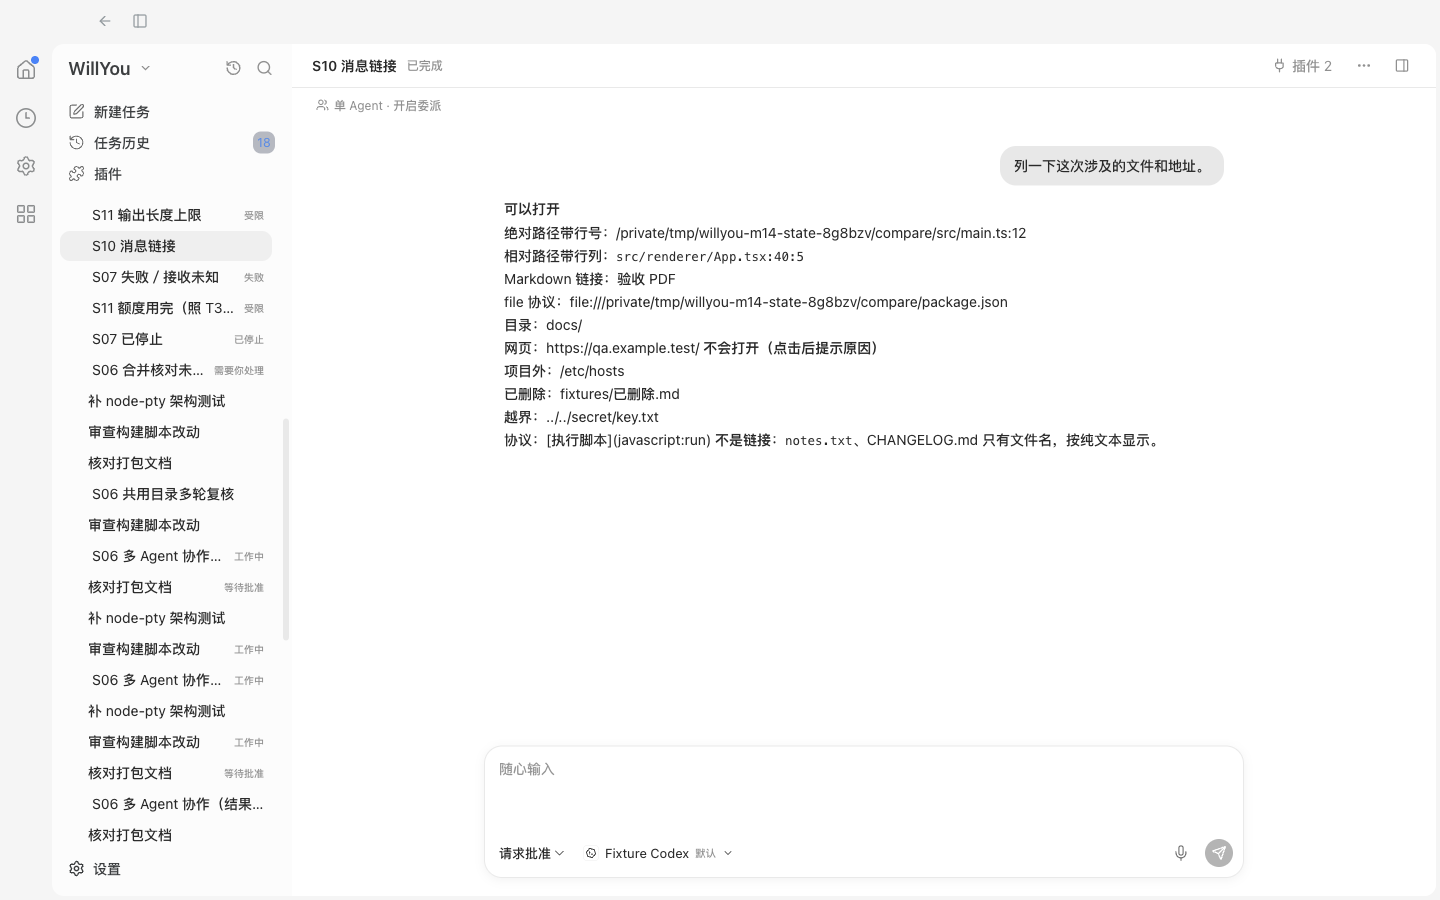 WillYou
新建任务
任务历史 18
插件
S11 输出长度上限 受限
S10 消息链接
S07 失败 / 接收未知 失败
S11 额度用完（照 T3... 受限
S07 已停止 已停止
S06 合并核对未... 需要你处理
补 node-pty 架构测试
审查构建脚本改动
核对打包文档
S06 共用目录多轮复核
审查构建脚本改动
S06 多 Agent 协作... 工作中
核对打包文档 等待批准
补 node-pty 架构测试
审查构建脚本改动 工作中
S06 多 Agent 协作... 工作中
补 node-pty 架构测试
审查构建脚本改动 工作中
核对打包文档 等待批准
S06 多 Agent 协作（结果...
核对打包文档
设置
S10 消息链接 已完成
插件 2
单 Agent · 开启委派
列一下这次涉及的文件和地址。
可以打开
绝对路径带行号：/private/tmp/willyou-m14-state-8g8bzv/compare/src/main.ts:12
相对路径带行列：src/renderer/App.tsx:40:5
Markdown 链接：验收 PDF
file 协议：file:///private/tmp/willyou-m14-state-8g8bzv/compare/package.json
目录：docs/
网页：https://qa.example.test/ 不会打开（点击后提示原因）
项目外：/etc/hosts
已删除：fixtures/已删除.md
越界：../../secret/key.txt
协议：[执行脚本](javascript:run) 不是链接：notes.txt、CHANGELOG.md 只有文件名，按纯文本显示。
随心输入
请求批准
Fixture Codex 默认